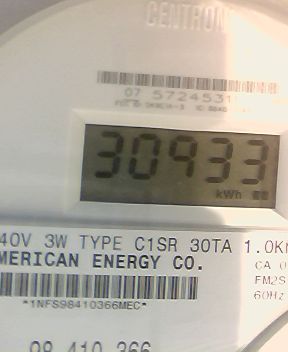 CENTRON
07 5724531
30933
kWh
40V 3W TYPE C1SR 30TA 1.0K
MERICAN ENERGY CO.
CA 0
FM2S
60Hz
*1NFS98410366MEC*
98 410 366